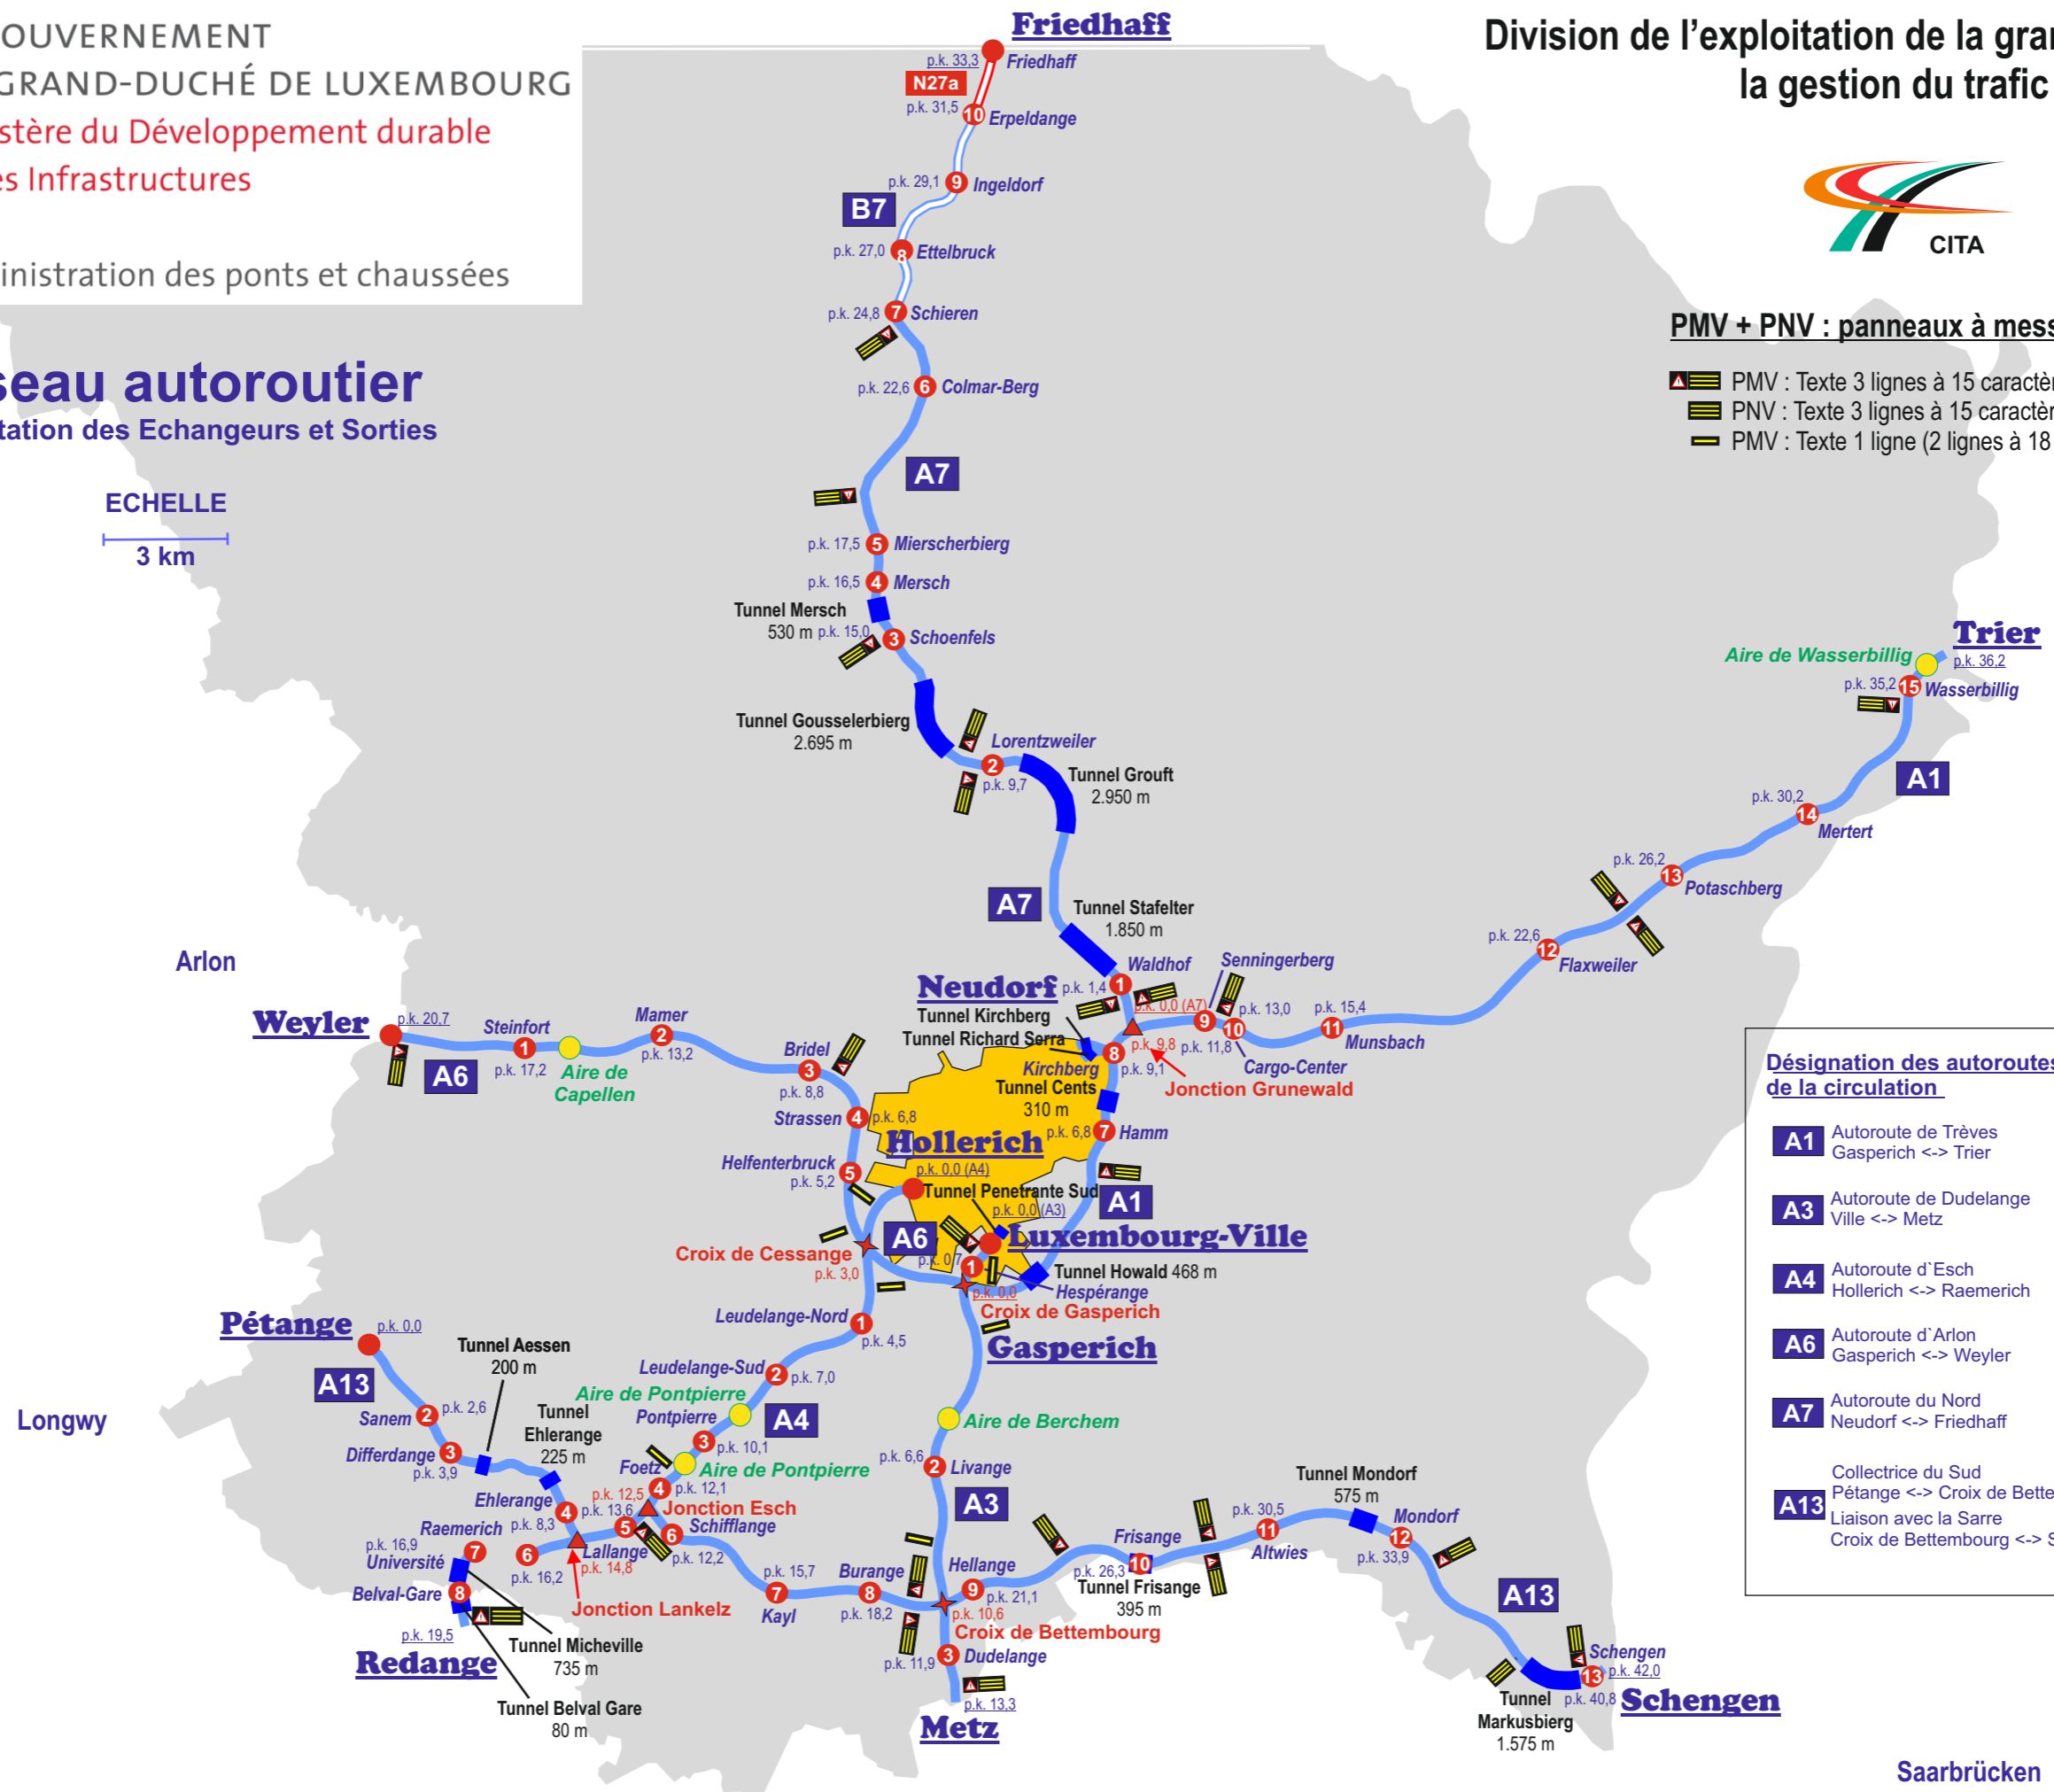 OUVERNEMENT
GRAND-DUCHÉ DE LUXEMBOURG
stère du Développement durable
es Infrastructures
inistration des ponts et chaussées
seau autoroutier
tation des Echangeurs et Sorties
ECHELLE
3 km
Division de l'exploitation de la gran
la gestion du trafic
CITA
PMV + PNV : panneaux à mess
PMV : Texte 3 lignes à 15 caractèr
PNV : Texte 3 lignes à 15 caractèr
PMV : Texte 1 ligne (2 lignes à 18
Friedhaff
p.k. 33,3 Friedhaff
N27a
p.k. 31,5 10 Erpeldange
p.k. 29,1 9 Ingeldorf
B7
p.k. 27,0 8 Ettelbruck
p.k. 24,8 7 Schieren
p.k. 22,6 6 Colmar-Berg
A7
p.k. 17,5 5 Mierscherbierg
p.k. 16,5 4 Mersch
Tunnel Mersch
530 m p.k. 15,0 3 Schoenfels
Tunnel Gousselerbierg
2.695 m
Lorentzweiler
2
p.k. 9,7
Tunnel Grouft
2.950 m
A7
Tunnel Stafelter
1.850 m
Waldhof
p.k. 1,4 1
Neudorf
Tunnel Kirchberg
Tunnel Richard Serra
p.k. 0,0 (A7)
Trier
p.k. 36,2
Aire de Wasserbillig
p.k. 35,2 15 Wasserbillig
A1
p.k. 30,2 14 Mertert
p.k. 26,2 13 Potaschberg
p.k. 22,6 12 Flaxweiler
Senningerberg
9 10 p.k. 13,0
p.k. 15,4
11 Munsbach
p.k. 9,8 p.k. 11,8
Cargo-Center
Jonction Grunewald
Kirchberg 8 p.k. 9,1
Tunnel Cents
310 m
p.k. 6,8 7 Hamm
A1
Arlon
Weyler
p.k. 20,7
A6
Steinfort
1
p.k. 17,2
Aire de
Capellen
Mamer
2
p.k. 13,2
Bridel
3
p.k. 8,8
Strassen 4 p.k. 6,8
Helfenterbruck 5
p.k. 5,2
Hollerich
p.k. 0,0 (A4)
Tunnel Penetrante Sud
p.k. 0,0 (A3)
A6
Luxembourg-Ville
Croix de Cessange
p.k. 3,0
p.k. 0,7 1
Tunnel Howald 468 m
Hespérange
p.k. 0,0
Croix de Gasperich
Gasperich
Leudelange-Nord 1
p.k. 4,5
Leudelange-Sud 2 p.k. 7,0
Aire de Pontpierre
A4
Pontpierre 3 p.k. 10,1
Aire de Pontpierre
Foetz 4 p.k. 12,1
p.k. 12,5
Jonction Esch
p.k. 13,6
5
Lallange
6 Schifflange
p.k. 12,2
Pétange
p.k. 0,0
A13
Longwy
Sanem 2 p.k. 2,6
Differdange 3
p.k. 3,9
Tunnel Aessen
200 m
Tunnel
Ehlerange
225 m
Ehlerange 4
p.k. 8,3
Raemerich
6
p.k. 16,2
p.k. 14,8
Jonction Lankelz
p.k. 16,9
Université 7
Belval-Gare 8
p.k. 19,5
Redange
Tunnel Micheville
735 m
Tunnel Belval Gare
80 m
p.k. 15,7
7
Kayl
Burange
8
p.k. 18,2
Aire de Berchem
p.k. 6,6 2 Livange
A3
Hellange
9 p.k. 21,1
p.k. 10,6
Croix de Bettembourg
p.k. 11,9 3 Dudelange
p.k. 13,3
Metz
Frisange
p.k. 26,3 10
Tunnel Frisange
395 m
p.k. 30,5
11
Altwies
Tunnel Mondorf
575 m
Mondorf
12
p.k. 33,9
A13
Schengen
13 p.k. 42,0
p.k. 40,8
Schengen
Tunnel
Markusbierg
1.575 m
Saarbrücken
Désignation des autoroutes
de la circulation
A1 Autoroute de Trèves
Gasperich <-> Trier
A3 Autoroute de Dudelange
Ville <-> Metz
A4 Autoroute d`Esch
Hollerich <-> Raemerich
A6 Autoroute d`Arlon
Gasperich <-> Weyler
A7 Autoroute du Nord
Neudorf <-> Friedhaff
A13 Collectrice du Sud
Pétange <-> Croix de Bette
Liaison avec la Sarre
Croix de Bettembourg <-> S